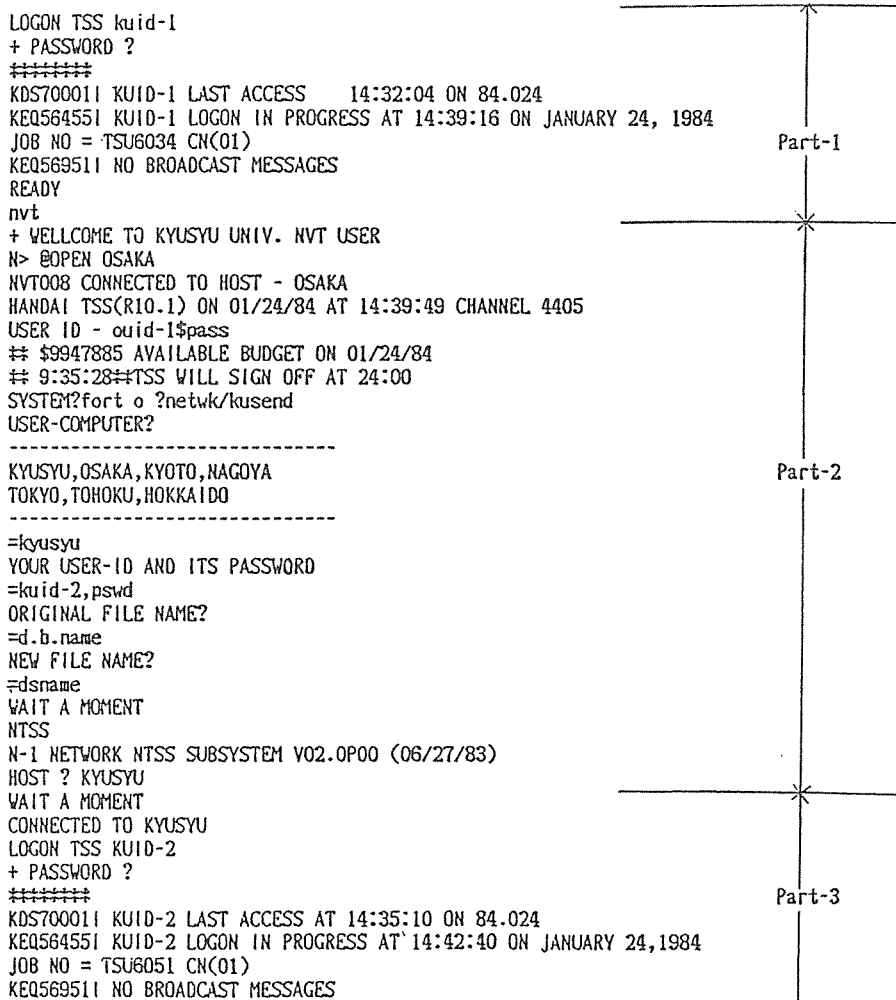 LOGON TSS kuid-1
+ PASSWORD ?
########
KDS70001I KUID-1 LAST ACCESS 14:32:04 ON 84.024
KEQ56455I KUID-1 LOGON IN PROGRESS AT 14:39:16 ON JANUARY 24, 1984
JOB NO = TSU6034 CN(01)
Part-1
KEQ56951I NO BROADCAST MESSAGES
READY
nvt
+ WELLCOME TO KYUSYU UNIV. NVT USER
N> @OPEN OSAKA
NVT008 CONNECTED TO HOST - OSAKA
HANDAI TSS(R10.1) ON 01/24/84 AT 14:39:49 CHANNEL 4405
USER ID - ouid-1$pass
## $9947885 AVAILABLE BUDGET ON 01/24/84
## 9:35:28##TSS WILL SIGN OFF AT 24:00
SYSTEM?fort o ?netwk/kusend
USER-COMPUTER?
-------------------------------
KYUSYU,OSAKA,KYOTO,NAGOYA
Part-2
TOKYO,TOHOKU,HOKKAIDO
-------------------------------
=kyusyu
YOUR USER-ID AND ITS PASSWORD
=kuid-2,pswd
ORIGINAL FILE NAME?
=d.b.name
NEW FILE NAME?
=dsname
WAIT A MOMENT
NTSS
N-1 NETWORK NTSS SUBSYSTEM V02.0P00 (06/27/83)
HOST ? KYUSYU
WAIT A MOMENT
CONNECTED TO KYUSYU
LOGON TSS KUID-2
+ PASSWORD ?
########
Part-3
KDS70001I KUID-2 LAST ACCESS AT 14:35:10 ON 84.024
KEQ56455I KUID-2 LOGON IN PROGRESS AT 14:42:40 ON JANUARY 24,1984
JOB NO = TSU6051 CN(01)
KEQ56951I NO BROADCAST MESSAGES